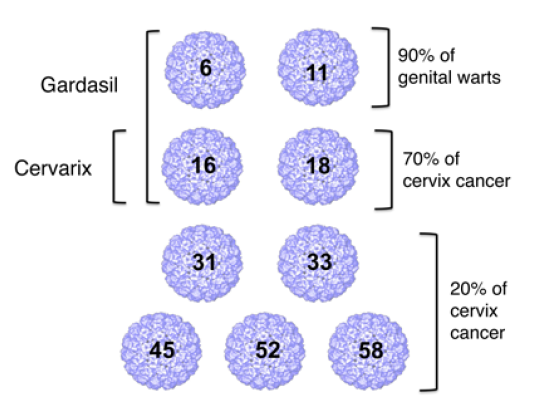 Gardasil
6
11
90% of
genital warts
Cervarix
16
18
70% of
cervix cancer
31
33
20% of
cervix
cancer
45
52
58